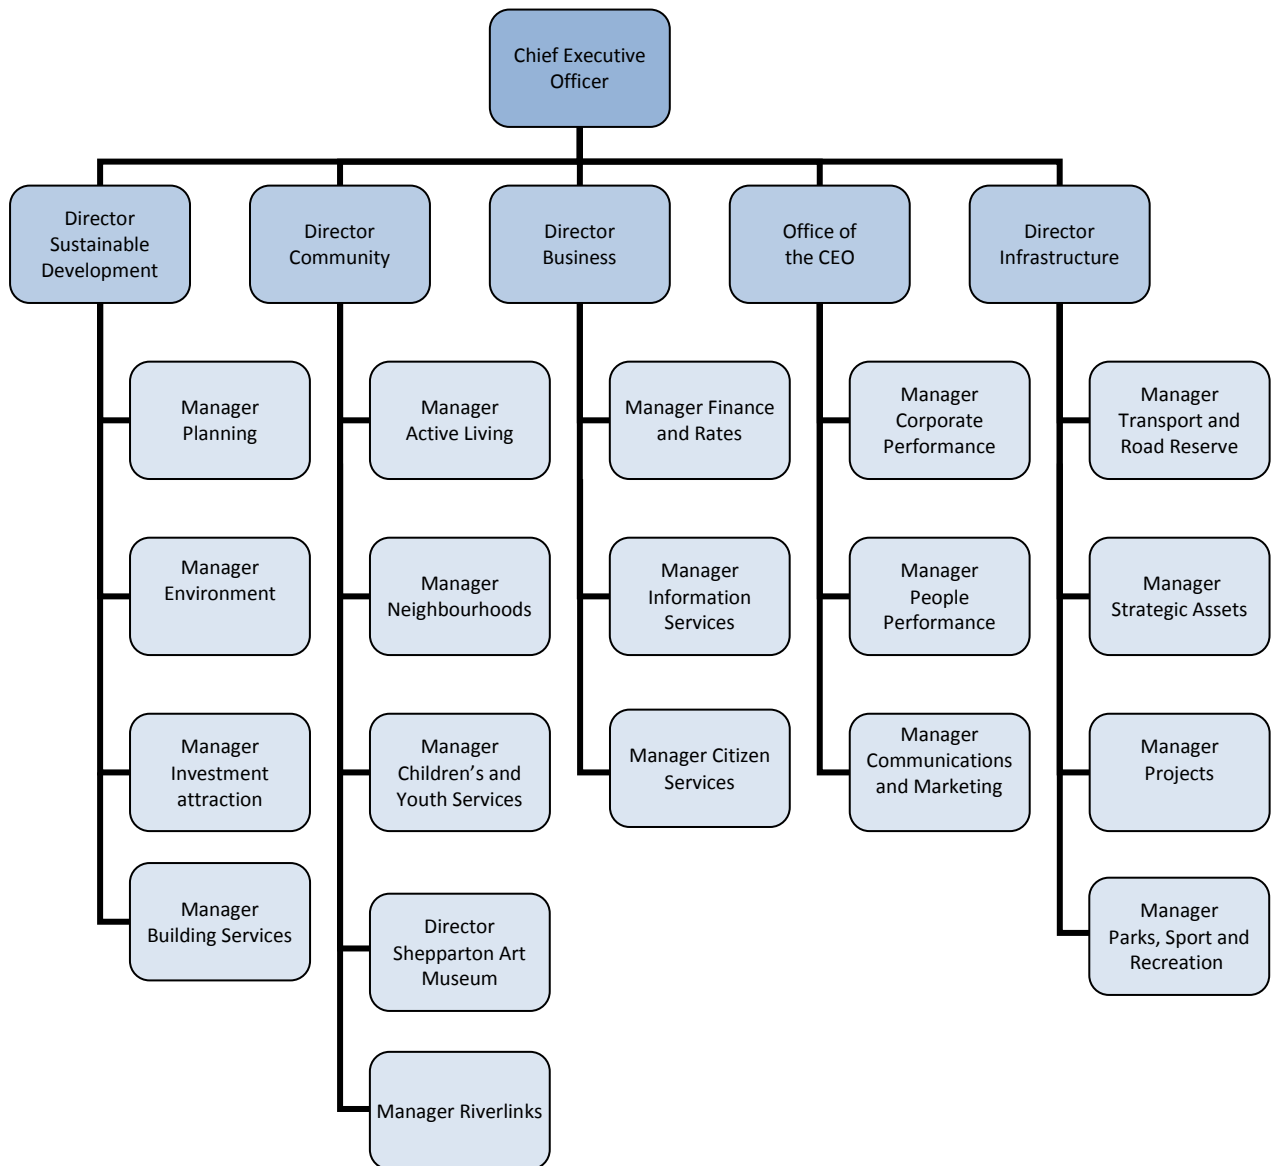 Chief Executive
Officer
Director
Sustainable
Development
Director
Community
Director
Business
Office of
the CEO
Director
Infrastructure
Manager
Planning
Manager
Active Living
Manager Finance
and Rates
Manager
Corporate
Performance
Manager
Transport and
Road Reserve
Manager
Environment
Manager
Neighbourhoods
Manager
Information
Services
Manager
People
Performance
Manager
Strategic Assets
Manager
Investment
attraction
Manager
Children’s and
Youth Services
Manager Citizen
Services
Manager
Communications
and Marketing
Manager
Projects
Manager
Building Services
Director
Shepparton Art
Museum
Manager
Parks, Sport and
Recreation
Manager Riverlinks